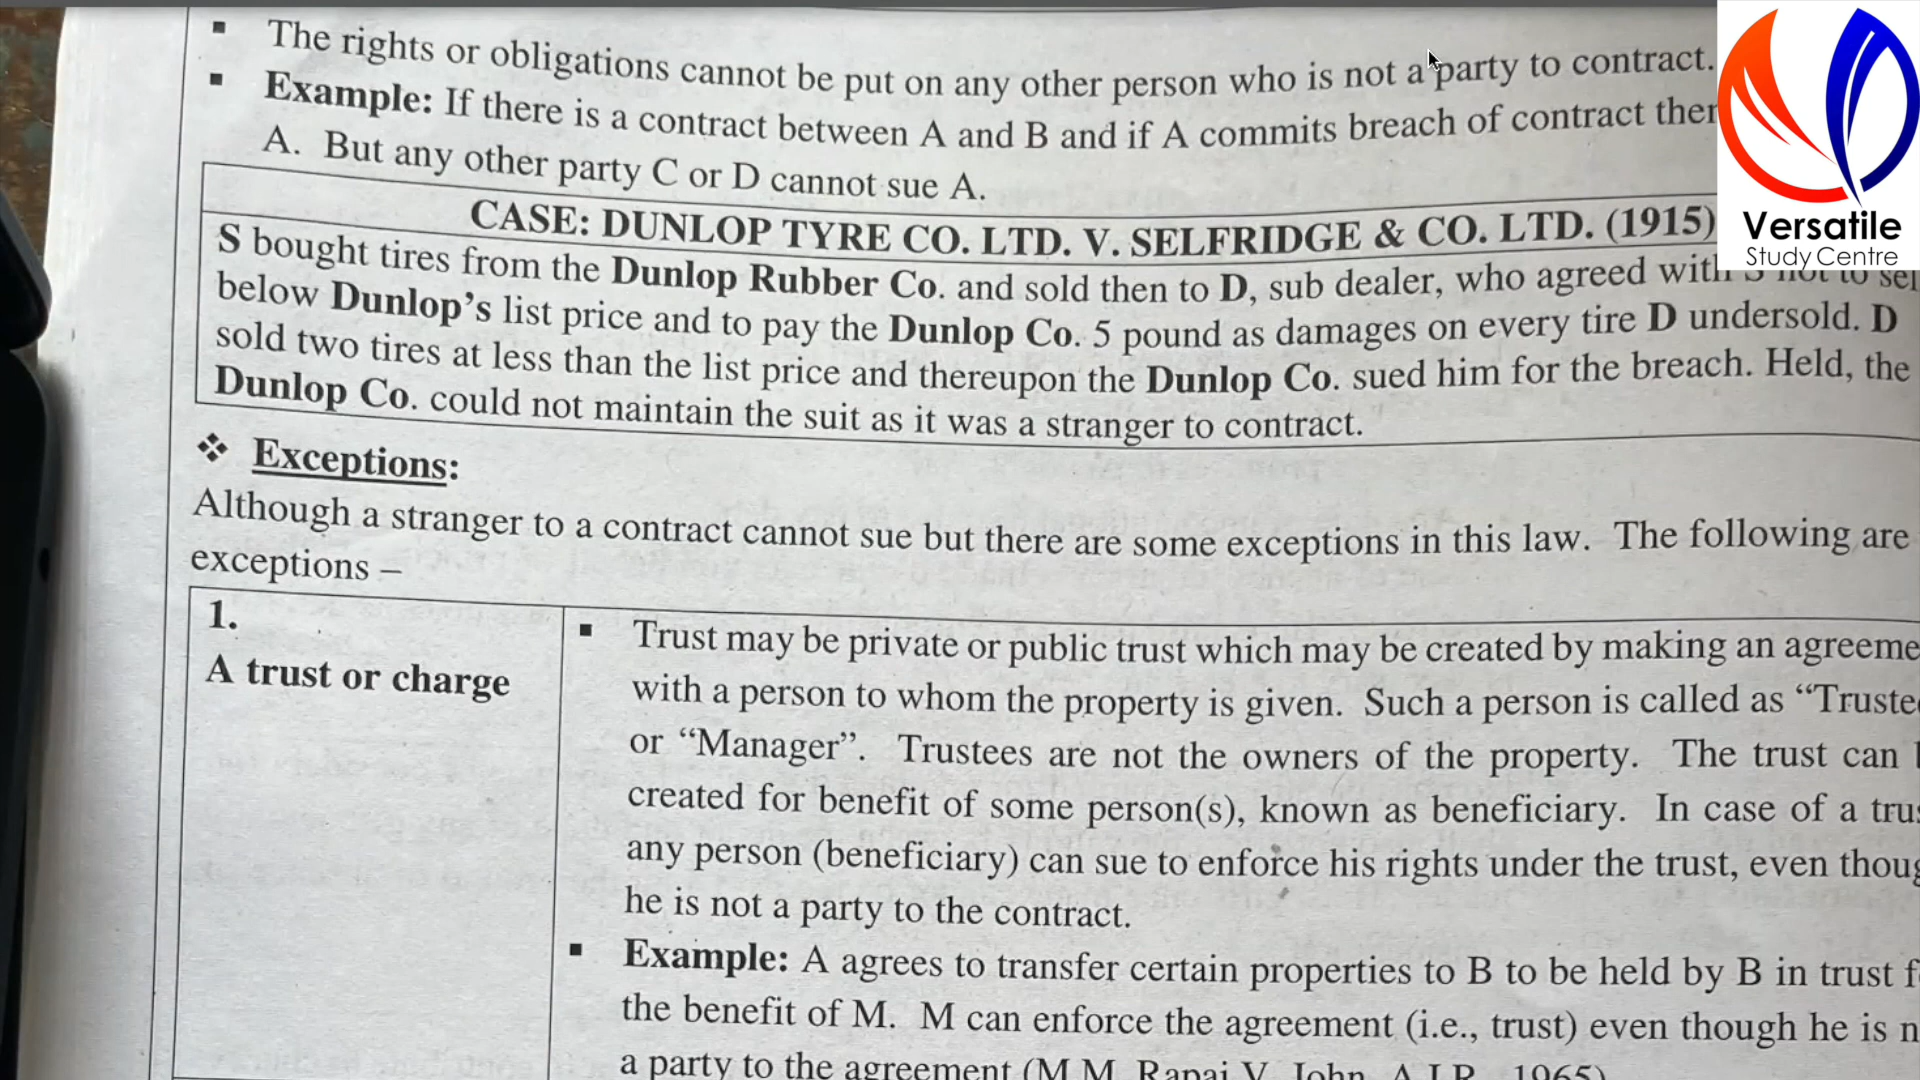 ▪ The rights or obligations cannot be put on any other person who is not a party to contract.
▪ Example: If there is a contract between A and B and if A commits breach of contract then
A. But any other party C or D cannot sue A.
CASE: DUNLOP TYRE CO. LTD. V. SELFRIDGE & CO. LTD. (1915)
S bought tires from the Dunlop Rubber Co. and sold then to D, sub dealer, who agreed with S not to sel
below Dunlop's list price and to pay the Dunlop Co. 5 pound as damages on every tire D undersold. D
sold two tires at less than the list price and thereupon the Dunlop Co. sued him for the breach. Held, the
Dunlop Co. could not maintain the suit as it was a stranger to contract.
❖ Exceptions:
Although a stranger to a contract cannot sue but there are some exceptions in this law. The following are
exceptions –
1.
A trust or charge
▪ Trust may be private or public trust which may be created by making an agreeme
with a person to whom the property is given. Such a person is called as “Truste
or “Manager”. Trustees are not the owners of the property. The trust can
created for benefit of some person(s), known as beneficiary. In case of a trus
any person (beneficiary) can sue to enforce his rights under the trust, even thoug
he is not a party to the contract.
▪ Example: A agrees to transfer certain properties to B to be held by B in trust f
the benefit of M. M can enforce the agreement (i.e., trust) even though he is n
a party to the agreement (M.M. Rapai V. John, A.I.R. 1965)
Versatile
Study Centre